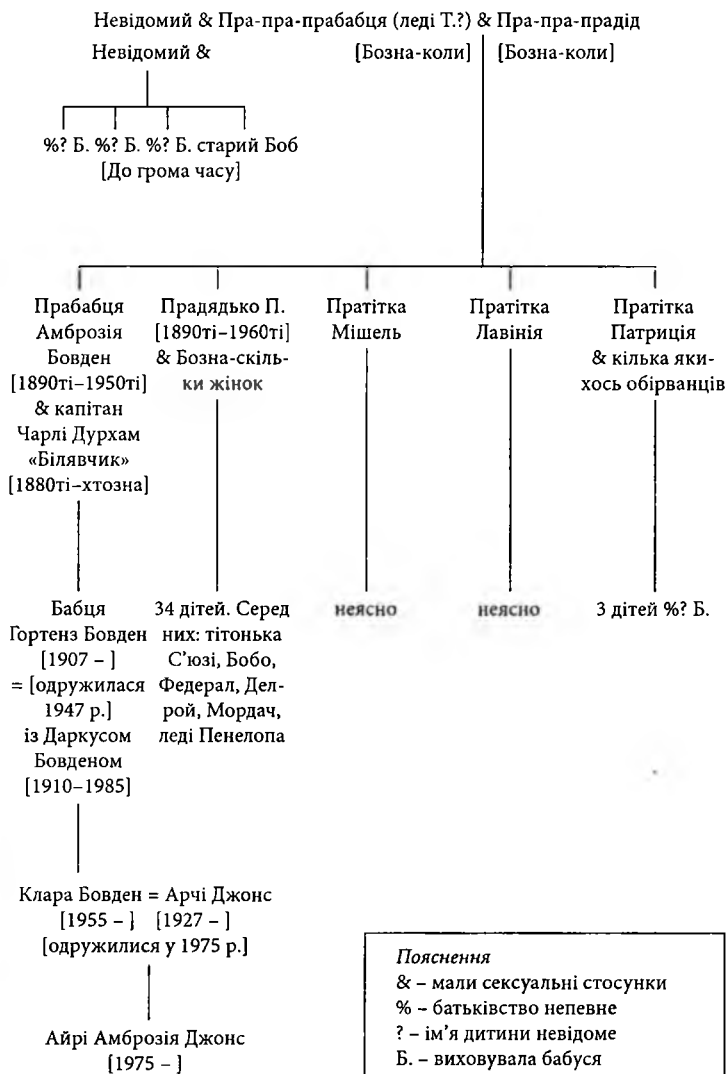 Невідомий & Пра-пра-прабабця (леді Т.?) & Пра-пра-прадід
Невідомий & [Бозна-коли] [Бозна-коли]
%? Б. %? Б. %? Б. старий Боб
[До грома часу]
Прабабця
Амброзія
Бовден
[1890ті–1950ті]
& капітан
Чарлі Дурхам
«Білявчик»
[1880ті–хтозна]
Прадядько П.
[1890ті–1960ті]
& Бозна-скіль-
ки жінок
Пратітка
Мішель
Пратітка
Лавінія
Пратітка
Патриція
& кілька яки-
хось обірванців
Бабця
Гортенз Бовден
[1907 – ]
= [одружилася
1947 р.]
із Даркусом
Бовденом
[1910–1985]
34 дітей. Серед
них: тітонька
С'юзі, Бобо,
Федерал, Дел-
рой, Мордач,
леді Пенелопа
неясно
неясно
3 дітей %? Б.
Клара Бовден = Арчі Джонс
[1955 – ] [1927 – ]
[одружилися у 1975 р.]
Айрі Амброзія Джонс
[1975 – ]
Пояснення
& – мали сексуальні стосунки
% – батьківство непевне
? – ім'я дитини невідоме
Б. – виховувала бабуся